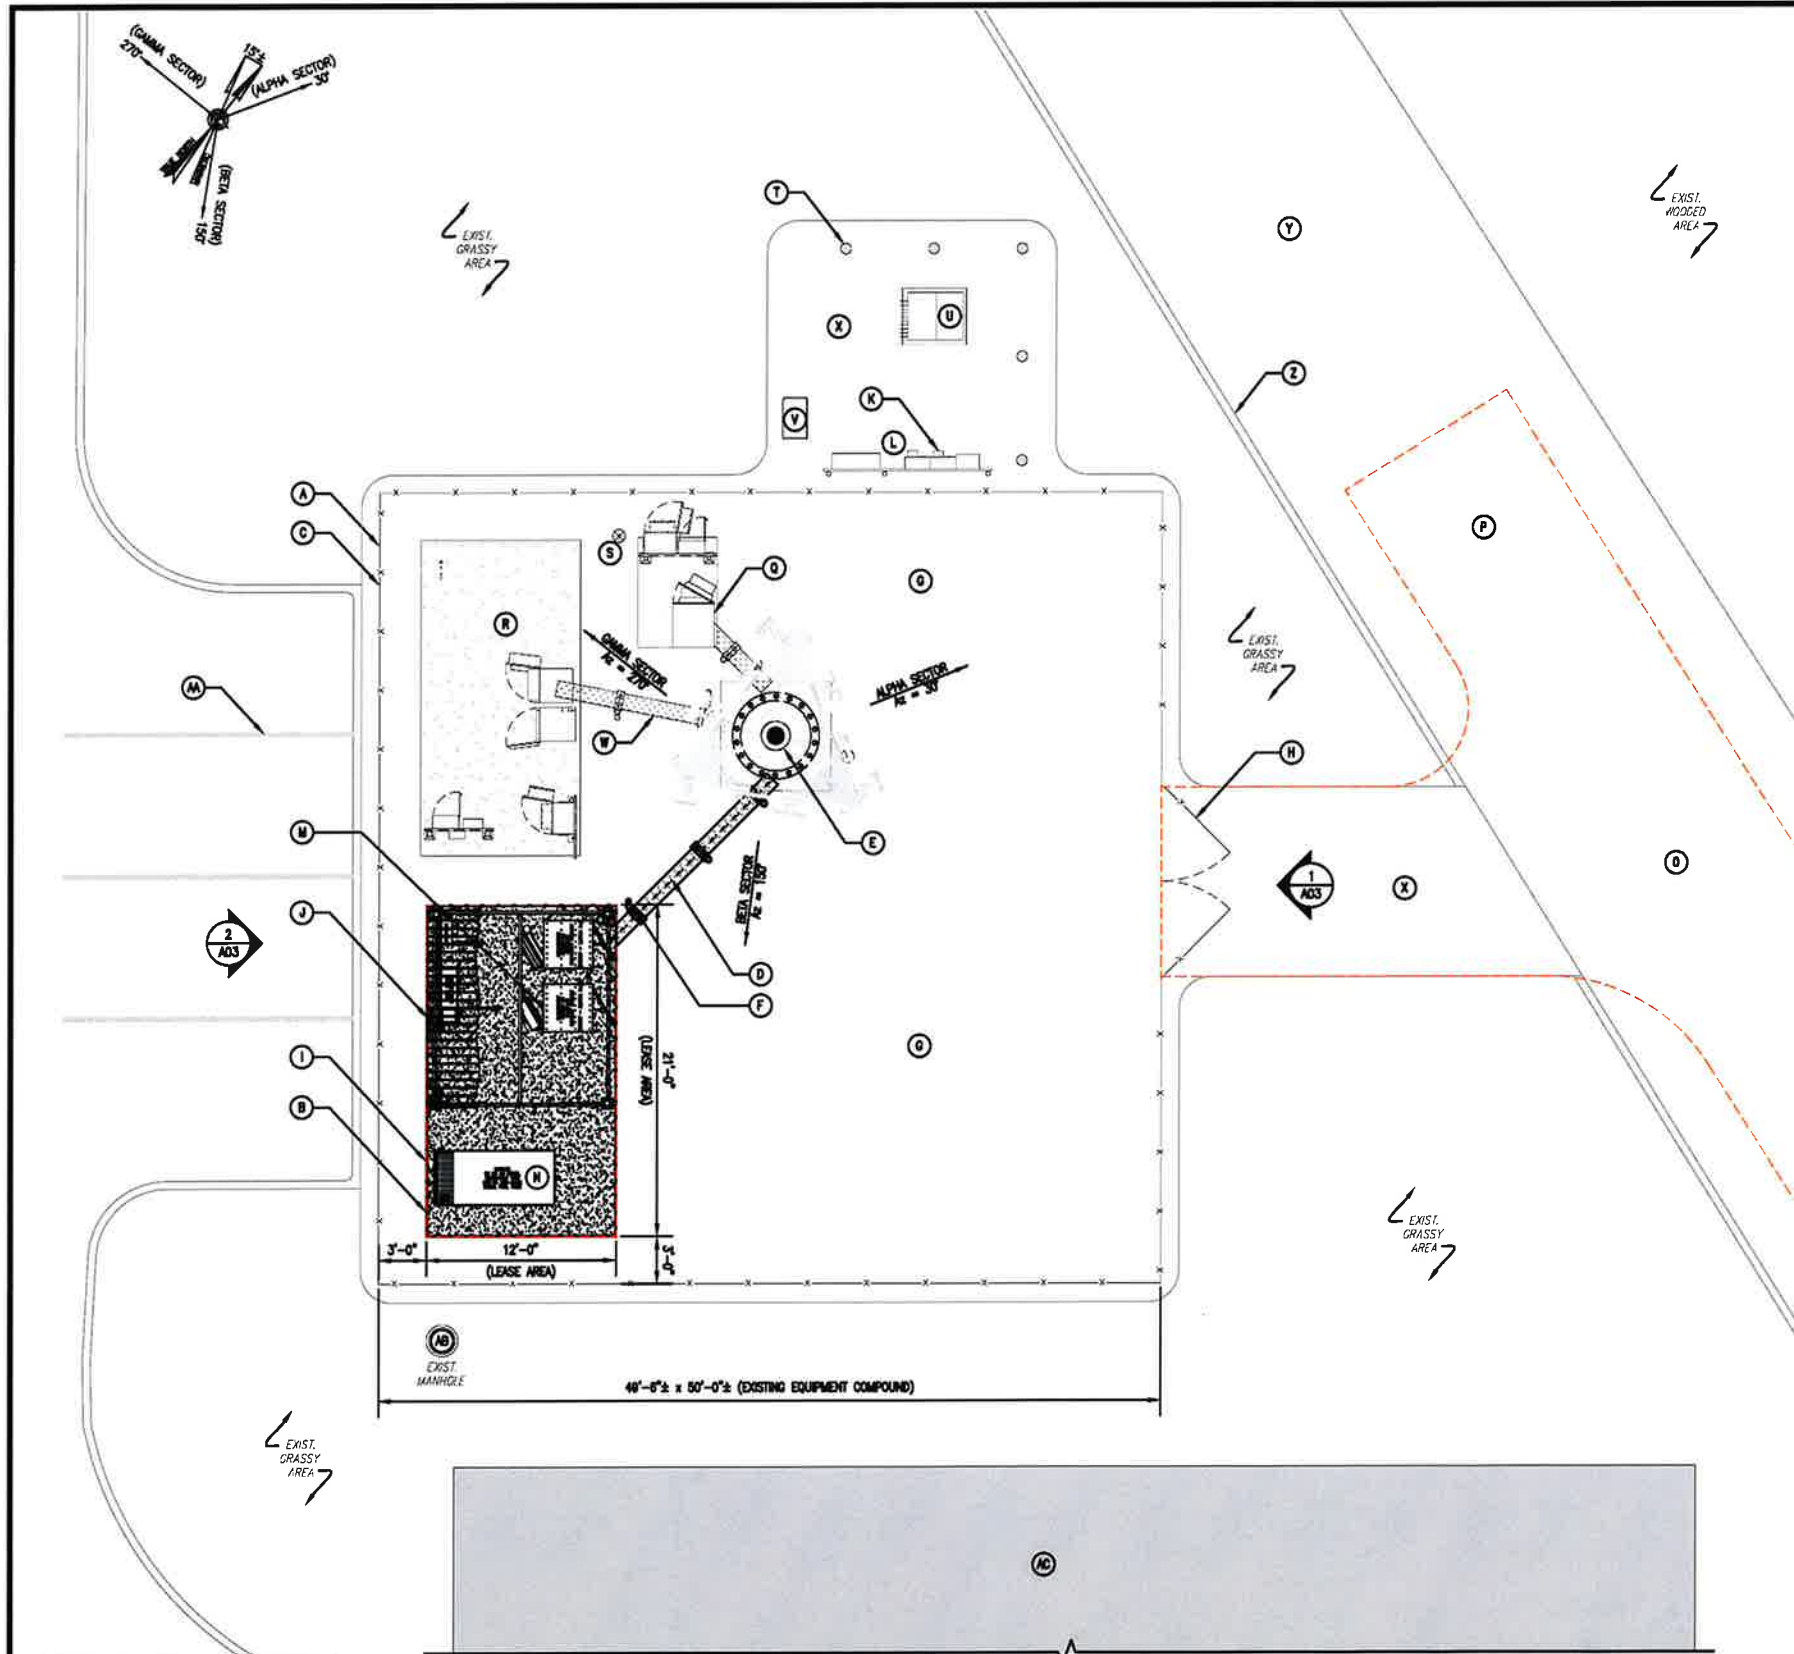 (GAMMA SECTOR)
270°
15°±
(ALPHA SECTOR)
30°
(BETA SECTOR)
150°
TRUE NORTH
EXIST.
GRASSY
AREA
T
Y
EXIST.
WOODED
AREA
X
U
Z
K
V
L
A
C
S
Q
G
P
R
GAMMA SECTOR
Az = 270°
ALPHA SECTOR
Az = 30°
EXIST.
GRASSY
AREA
AA
W
H
M
E
BETA SECTOR
Az = 150°
1
A03
X
O
J
2
A03
D
F
G
21'-0"
(LEASE AREA)
I
B
N
3'-0"
12'-0"
(LEASE AREA)
3'-0"
EXIST.
GRASSY
AREA
AB
EXIST.
MANHOLE
49'-6"± x 50'-0"± (EXISTING EQUIPMENT COMPOUND)
EXIST.
GRASSY
AREA
AC